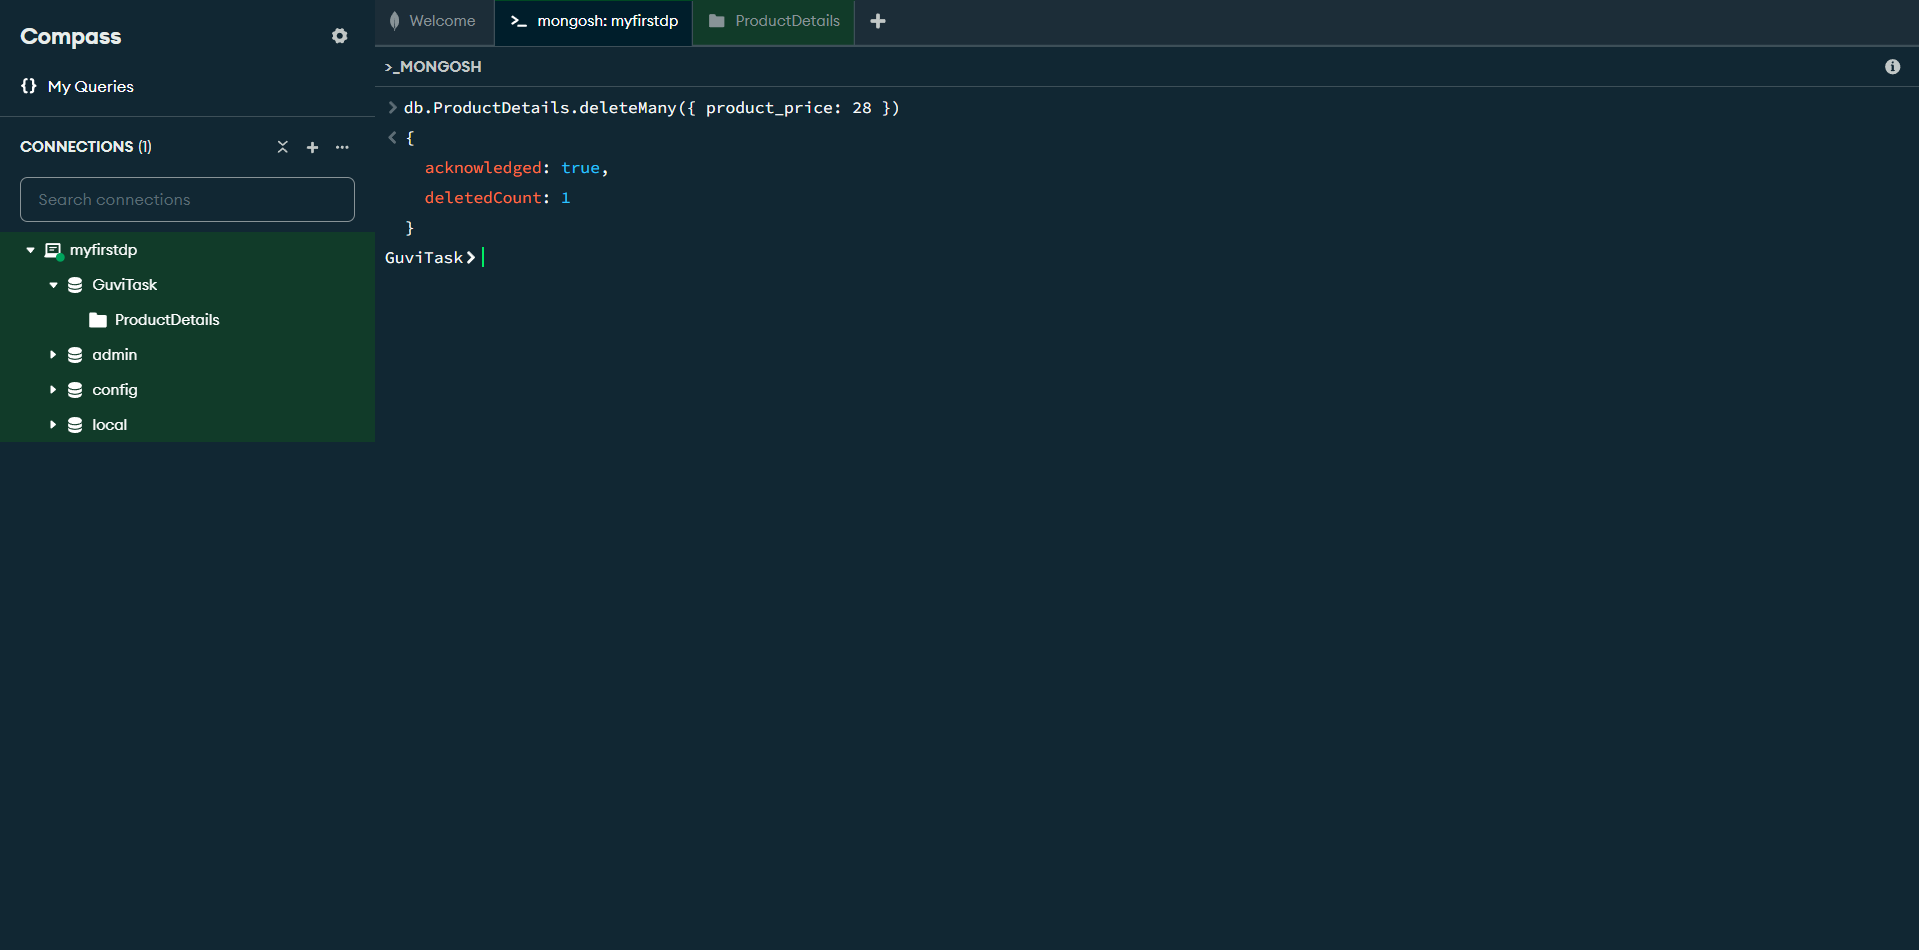 Compass
{} My Queries
CONNECTIONS (1)
Search connections
myfirstdp
GuviTask
ProductDetails
admin
config
local
Welcome
>_ mongosh: myfirstdp
ProductDetails
+
>_MONGOSH
> db.ProductDetails.deleteMany({ product_price: 28 })
< {
acknowledged: true,
deletedCount: 1
}
GuviTask>